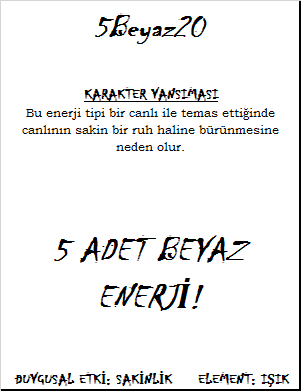 5Beyaz20
KARAKTER YANSIMASI
Bu enerji tipi bir canlı ile temas ettiğinde
canlının sakin bir ruh haline bürünmesine
neden olur.
5 ADET BEYAZ
ENERJİ!
DUYGUSAL ETKİ: SAKİNLİK ELEMENT: IŞIK